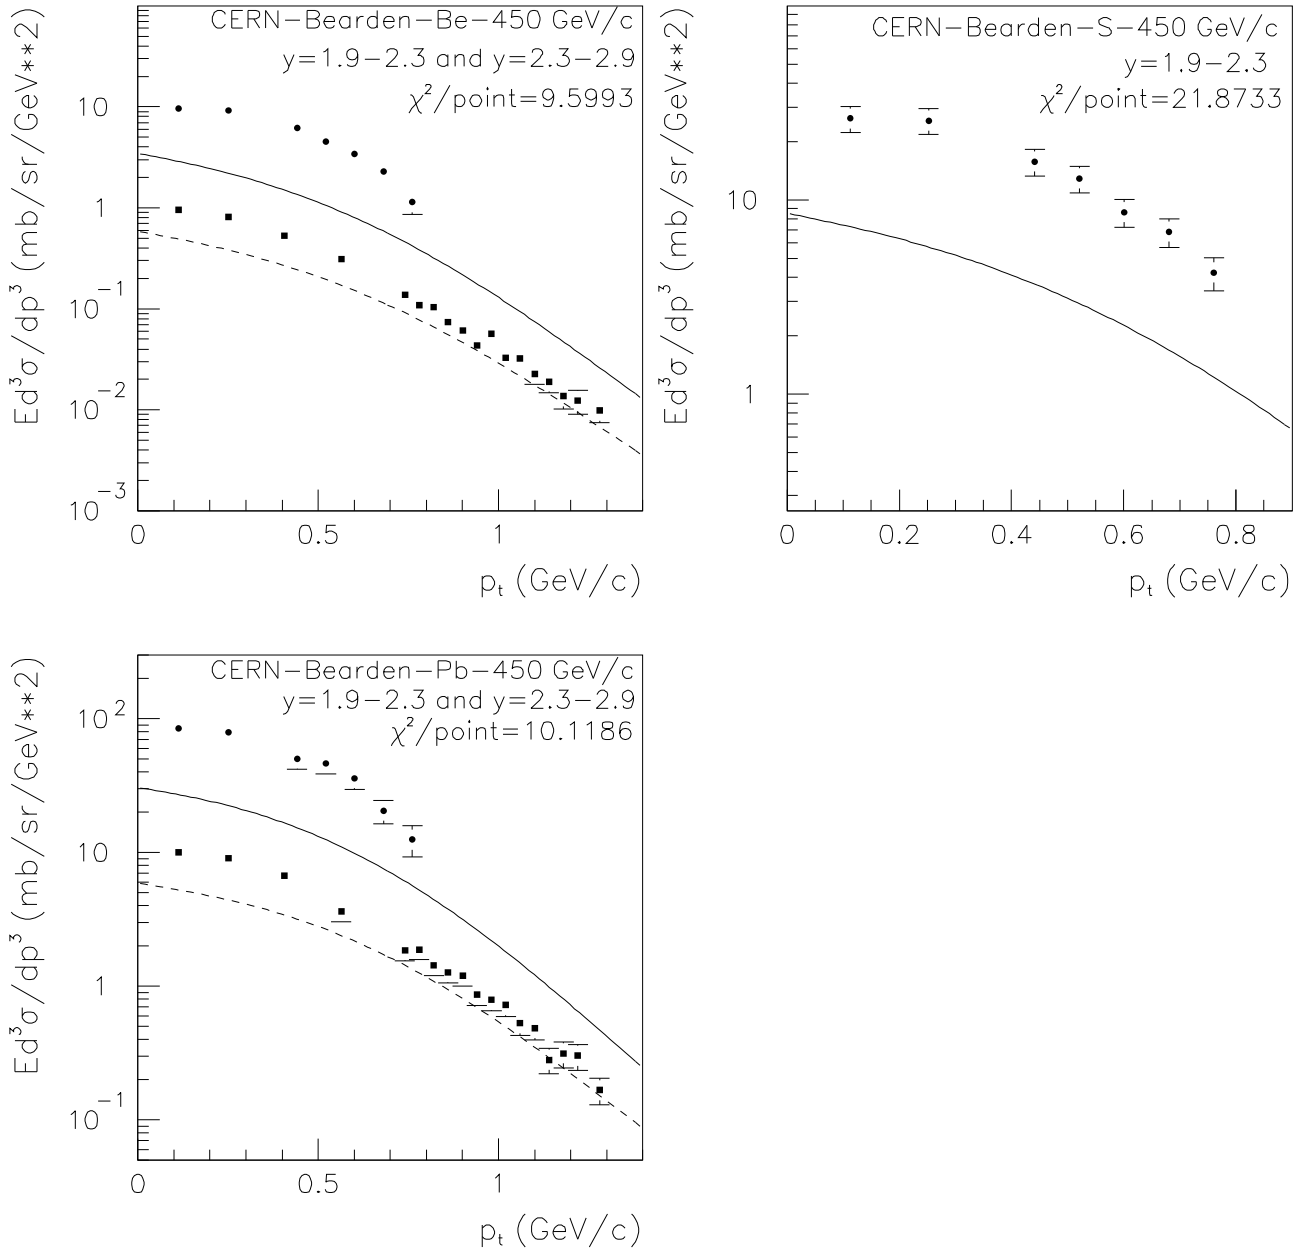 CERN−Bearden−Be−450 GeV/c
y=1.9−2.3 and y=2.3−2.9
χ²/point=9.5993
Ed³σ/dp³ (mb/sr/GeV**2)
10
1
10⁻¹
10⁻²
10⁻³
0
0.5
1
pₜ (GeV/c)
CERN−Bearden−S−450 GeV/c
y=1.9−2.3
χ²/point=21.8733
Ed³σ/dp³ (mb/sr/GeV**2)
10
1
0
0.2
0.4
0.6
0.8
pₜ (GeV/c)
CERN−Bearden−Pb−450 GeV/c
y=1.9−2.3 and y=2.3−2.9
χ²/point=10.1186
Ed³σ/dp³ (mb/sr/GeV**2)
10²
10
1
10⁻¹
0
0.5
1
pₜ (GeV/c)